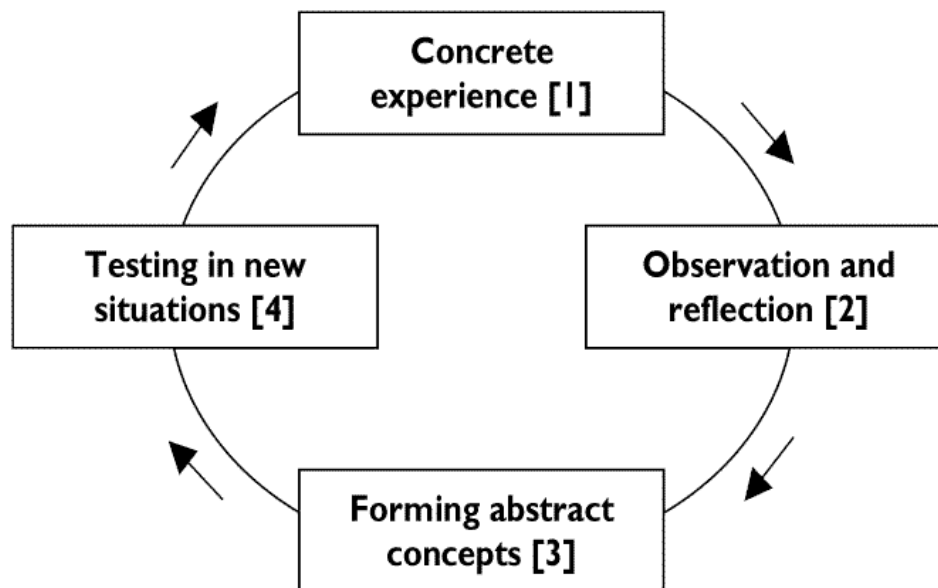 Concrete
experience [1]
Observation and
reflection [2]
Forming abstract
concepts [3]
Testing in new
situations [4]